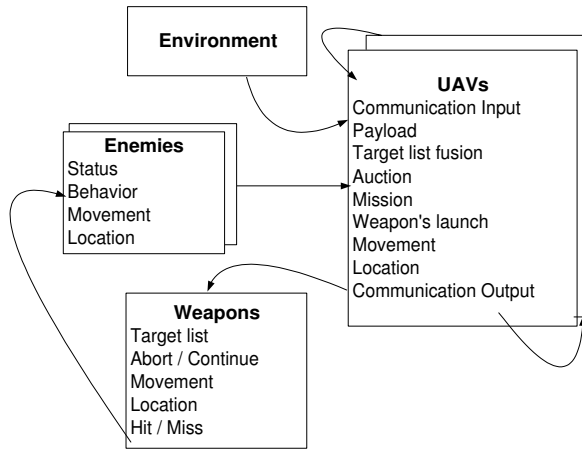 Environment
UAVs
Communication Input
Payload
Target list fusion
Auction
Mission
Weapon's launch
Movement
Location
Communication Output
Enemies
Status
Behavior
Movement
Location
Weapons
Target list
Abort / Continue
Movement
Location
Hit / Miss